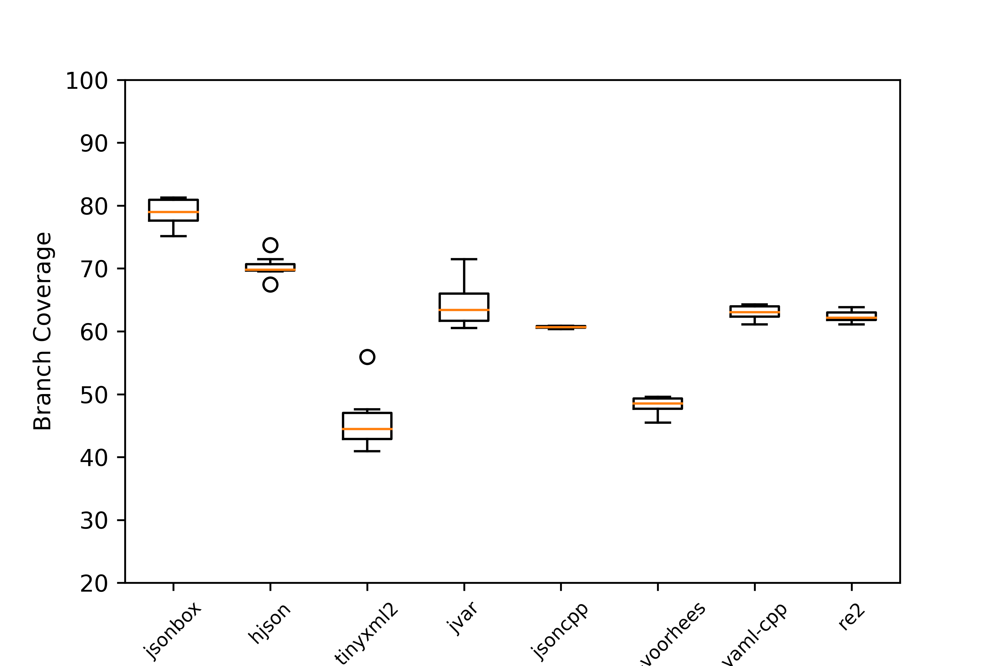 100
90
80
70
60
50
40
30
20
Branch Coverage
jsonbox
hjson
tinyxml2
jvar
jsoncpp
voorhees
yaml-cpp
re2